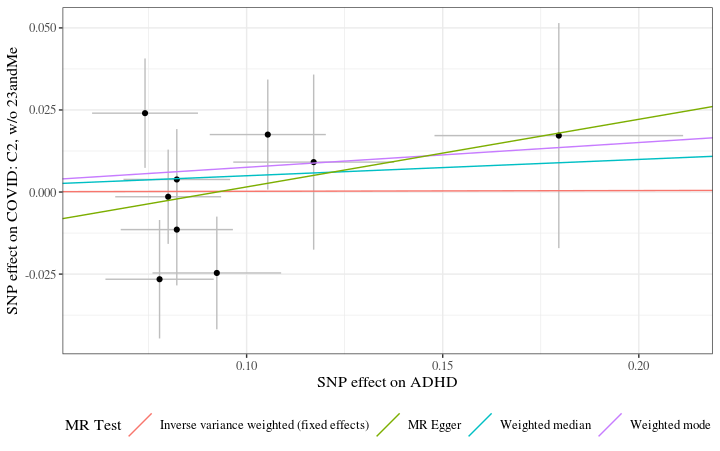 SNP effect on COVID: C2, w/o 23andMe
0.050
0.025
0.000
-0.025
0.10
0.15
0.20
SNP effect on ADHD
MR Test
Inverse variance weighted (fixed effects)
MR Egger
Weighted median
Weighted mode